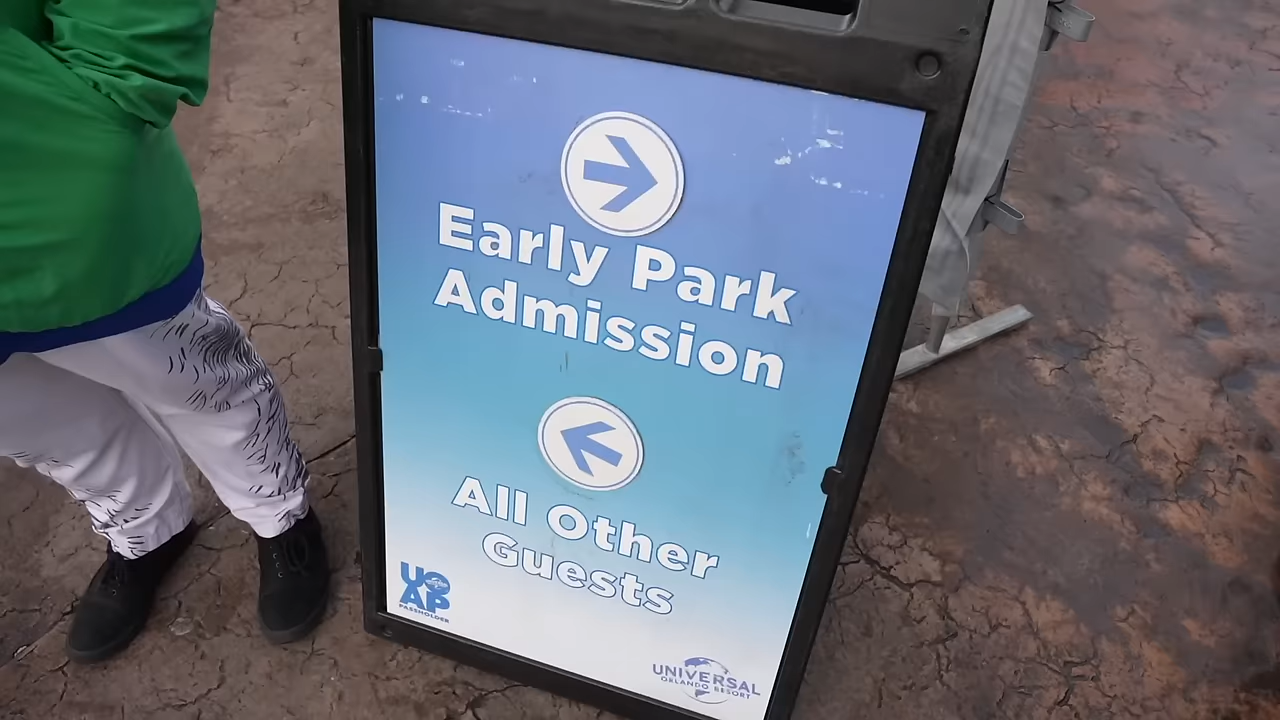 Early Park
Admission
All Other
Guests
UOAP
PASSHOLDER
UNIVERSAL
ORLANDO RESORT